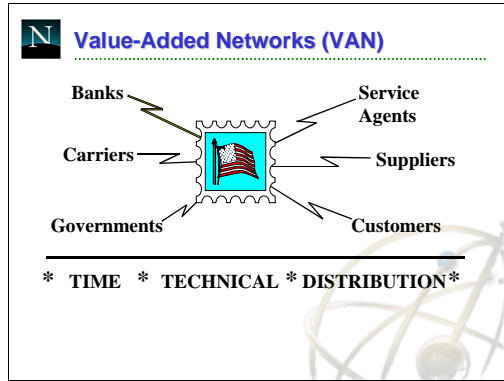 N Value-Added Networks (VAN)
Banks
Service
Agents
Carriers
Suppliers
Governments
Customers
* TIME * TECHNICAL * DISTRIBUTION*